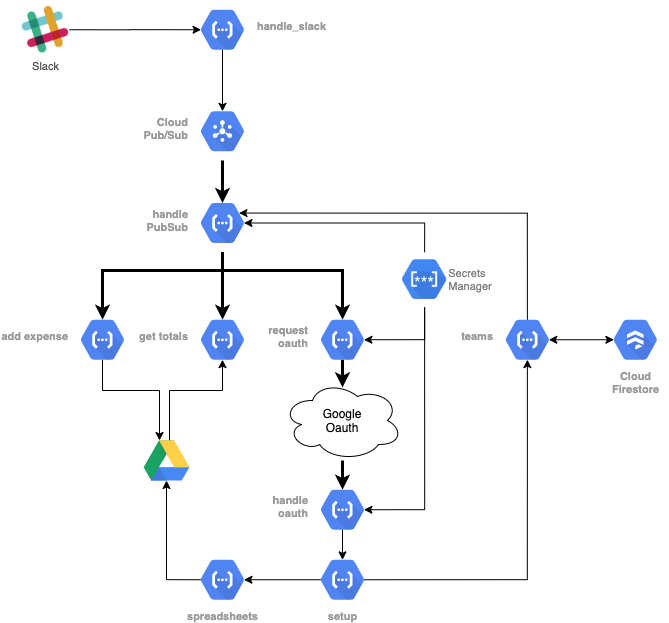 handle_slack
Slack
Cloud
Pub/Sub
handle
PubSub
Secrets
Manager
add expense
get totals
request
oauth
teams
Cloud
Firestore
Google
Oauth
handle
oauth
spreadsheets
setup